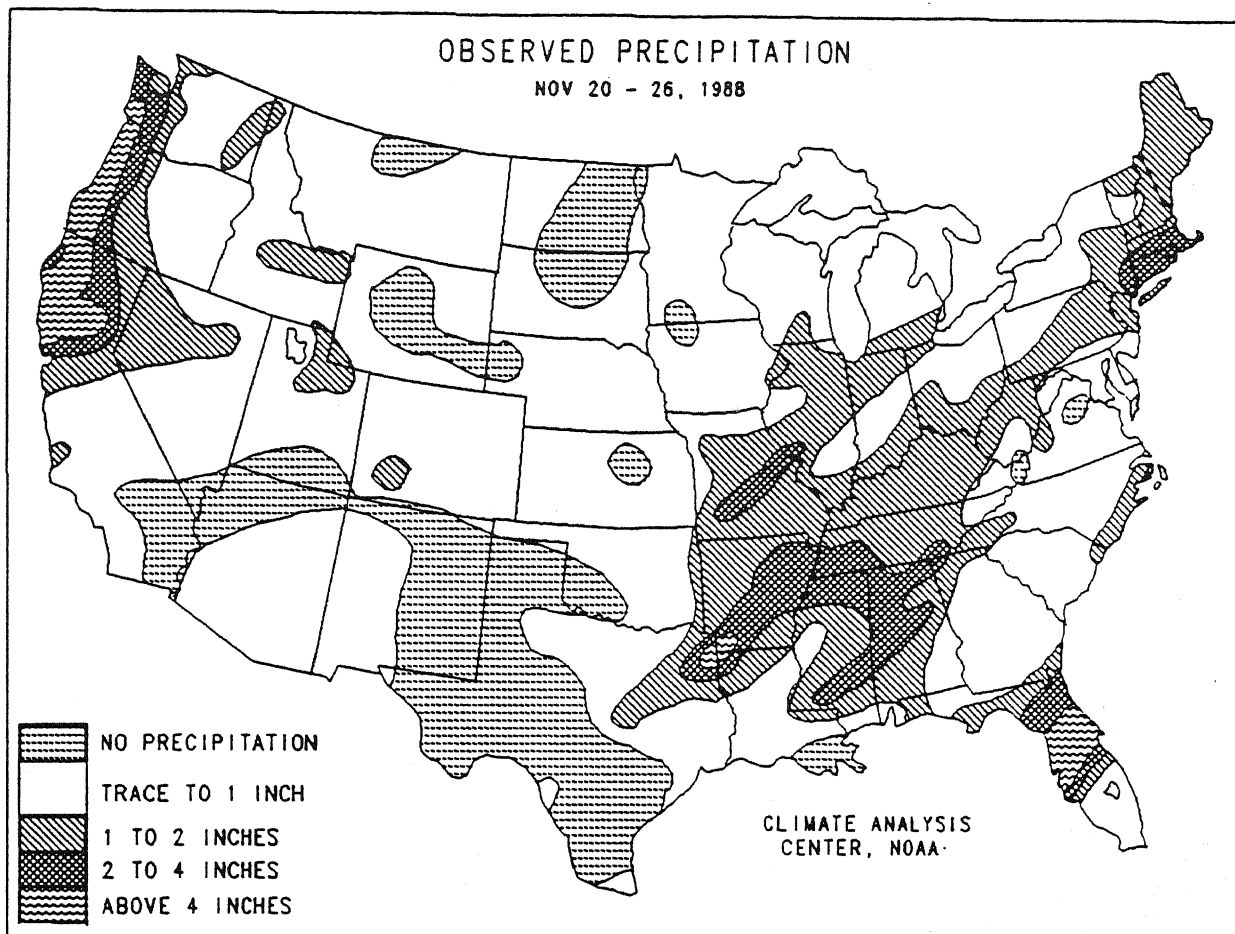 OBSERVED PRECIPITATION
NOV 20 - 26, 1988
NO PRECIPITATION
TRACE TO 1 INCH
1 TO 2 INCHES
2 TO 4 INCHES
ABOVE 4 INCHES
CLIMATE ANALYSIS
CENTER, NOAA